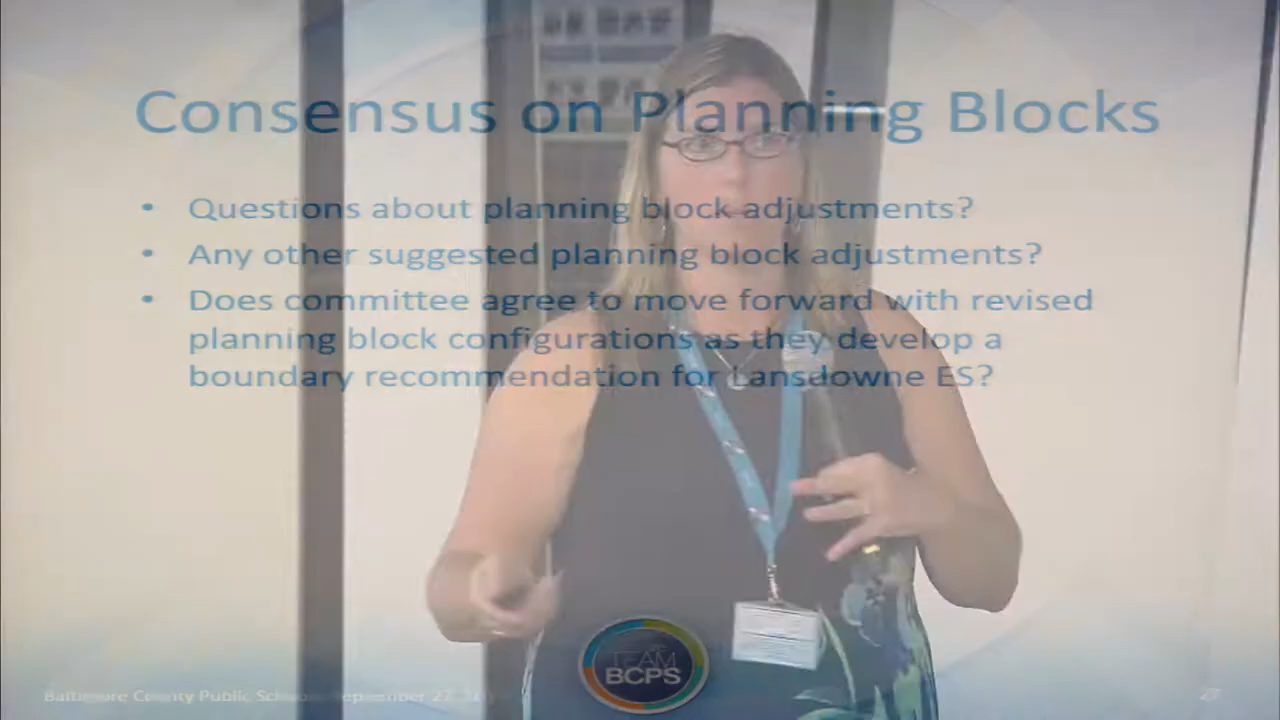 Consensus on Planning Blocks
• Questions about planning block adjustments?
• Any other suggested planning block adjustments?
• Does committee agree to move forward with revised
planning block configurations as they develop a
boundary recommendation for Lansdowne ES?
TEAM
BCPS
Baltimore County Public Schools September 27,